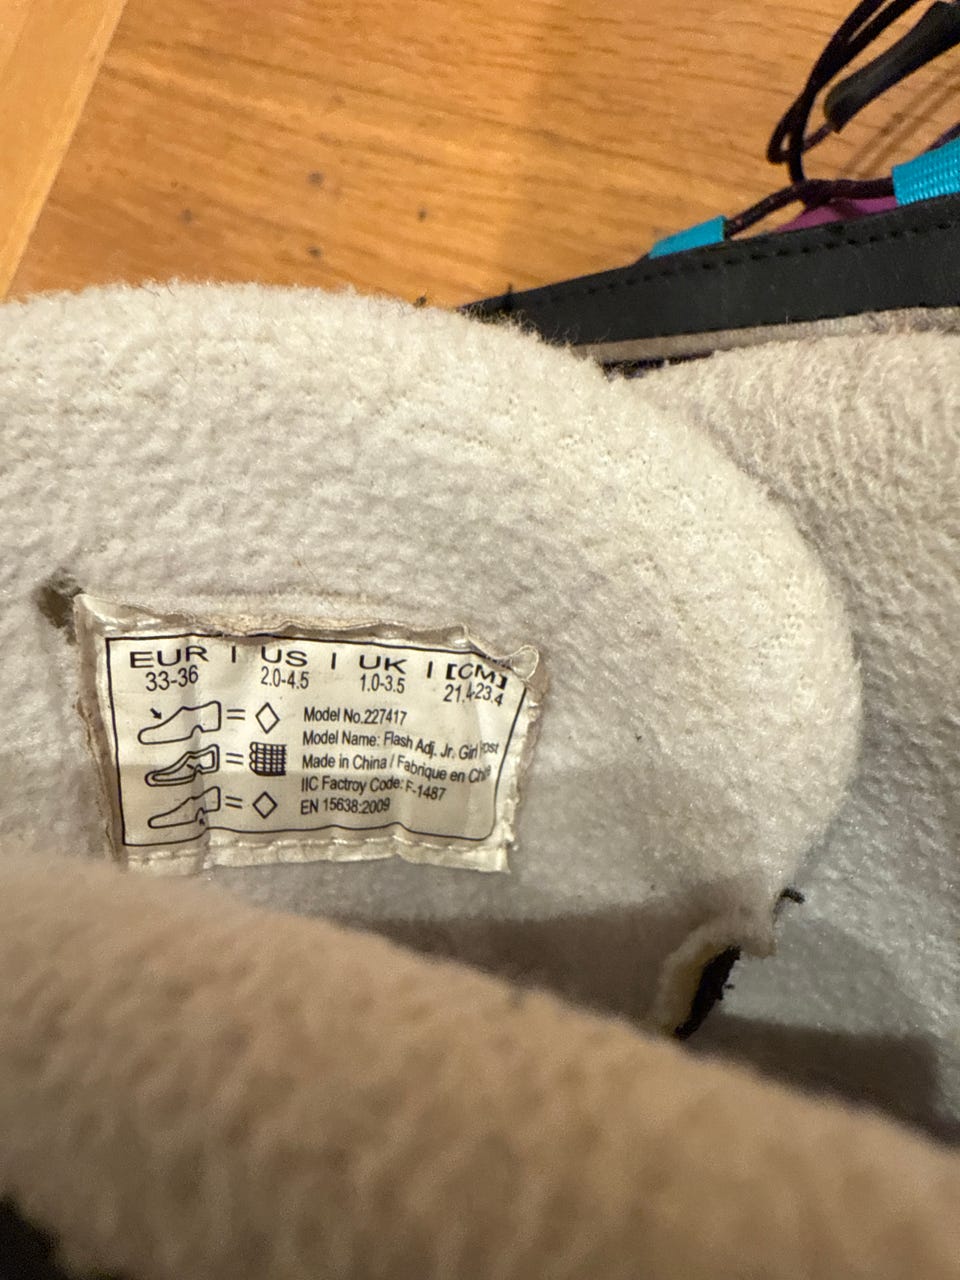 EUR | US | UK | [CM]
33-36 2.0-4.5 1.0-3.5 21.4-23.4
=
Model No.227417
Model Name: Flash Adj. Jr. Girl
=
Made in China / Fabrique en
IIC Factroy Code: F-1487
=
EN 15638:2009